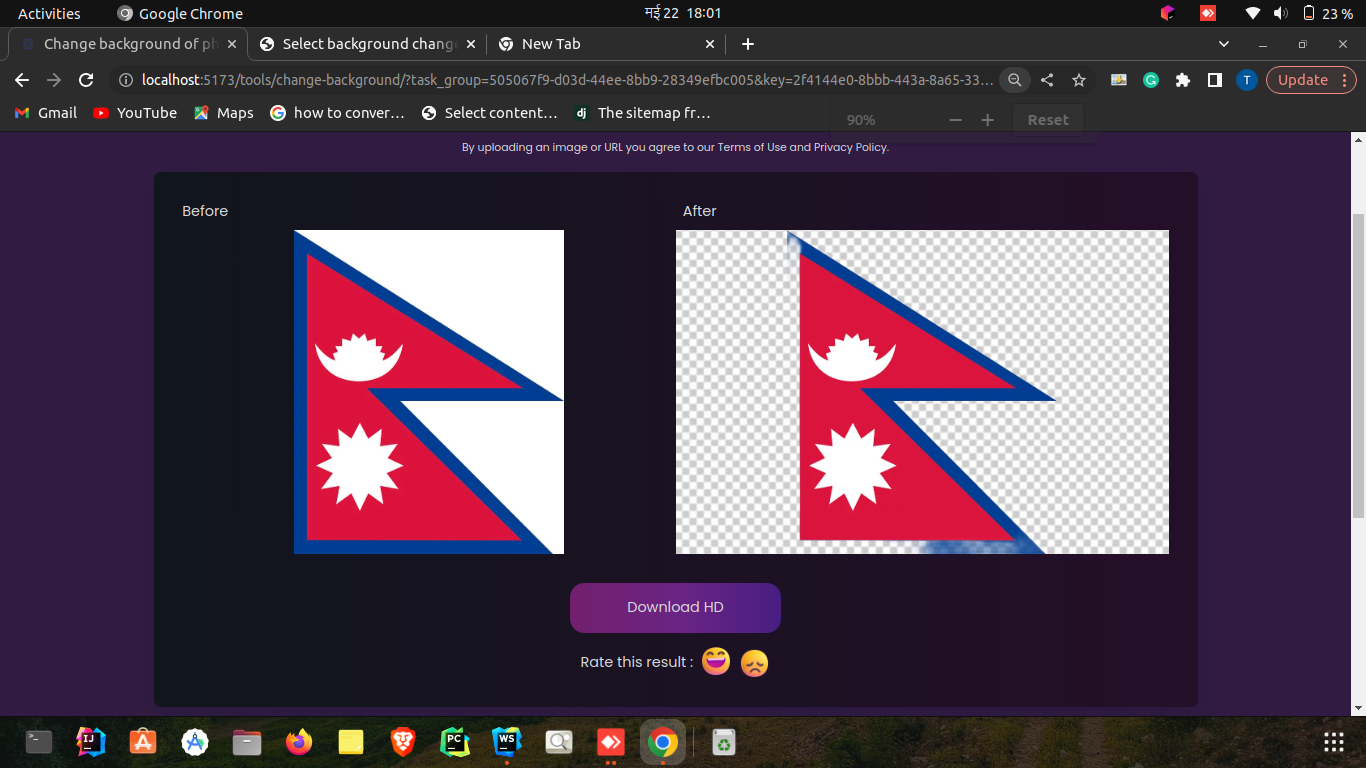 Activities
Google Chrome
मई 22 18:01
23 %
Change background of ph
Select background change
New Tab
localhost:5173/tools/change-background/?task_group=505067f9-d03d-44ee-8bb9-28349efbc005&key=2f4144e0-8bbb-443a-8a65-33...
T
Update
Gmail
YouTube
Maps
how to conver...
Select content...
dj
The sitemap fr...
90%
Reset
By uploading an image or URL you agree to our Terms of Use and Privacy Policy.
Before
After
Download HD
Rate this result :
IJ
PC
WS